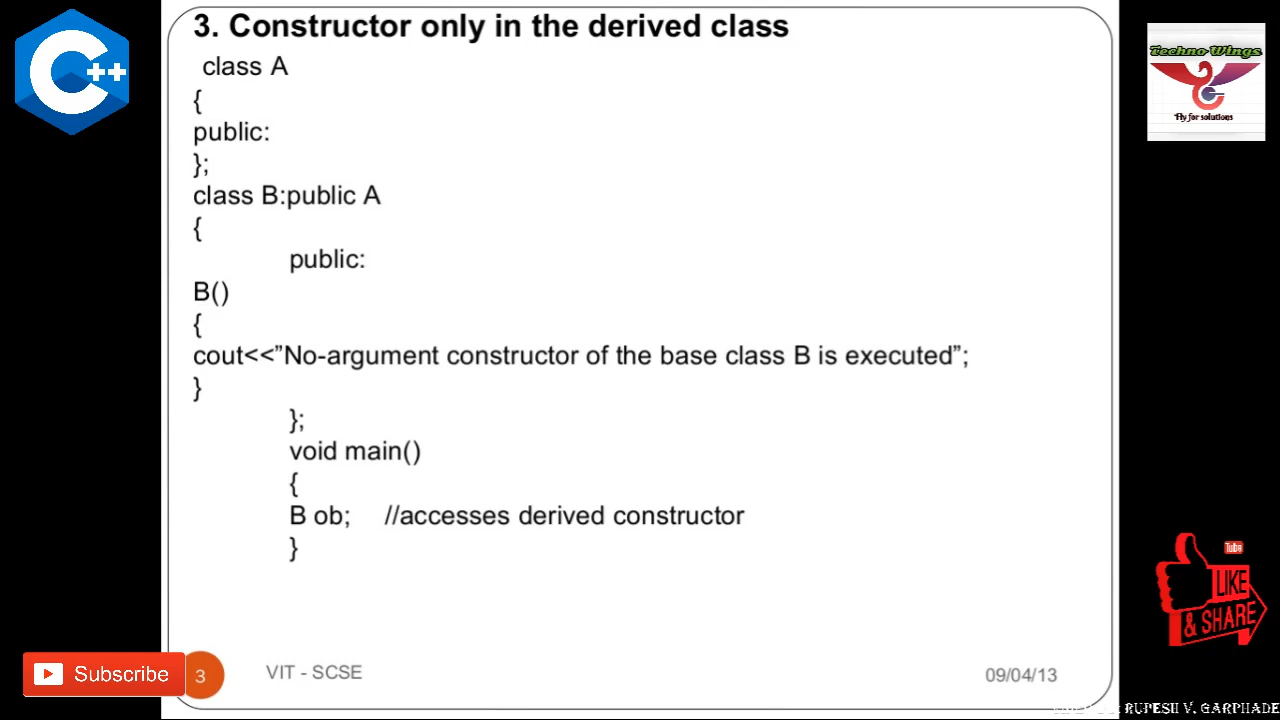 3. Constructor only in the derived class
class A
{
public:
};
class B:public A
{
public:
B()
{
cout<<”No-argument constructor of the base class B is executed”;
}
};
void main()
{
B ob; //accesses derived constructor
}
3
VIT - SCSE
09/04/13
C++
Techno Wings
Fly for solutions
Tube
LIKE
& SHARE
Subscribe
RUPESH V. GARPHADE